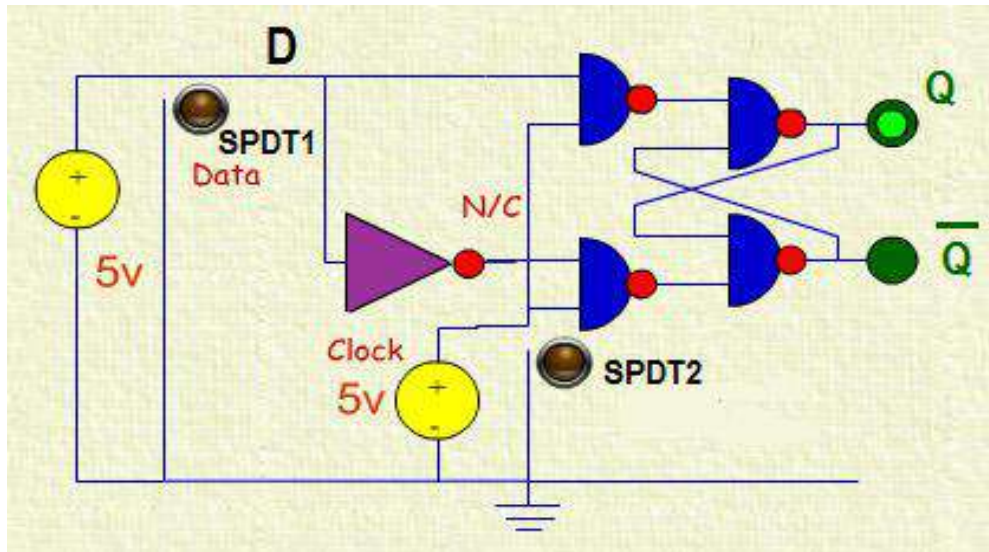 D
Q
SPDT1
Data
N/C
+
-
5v
Q̅
Clock
5v
+
-
SPDT2